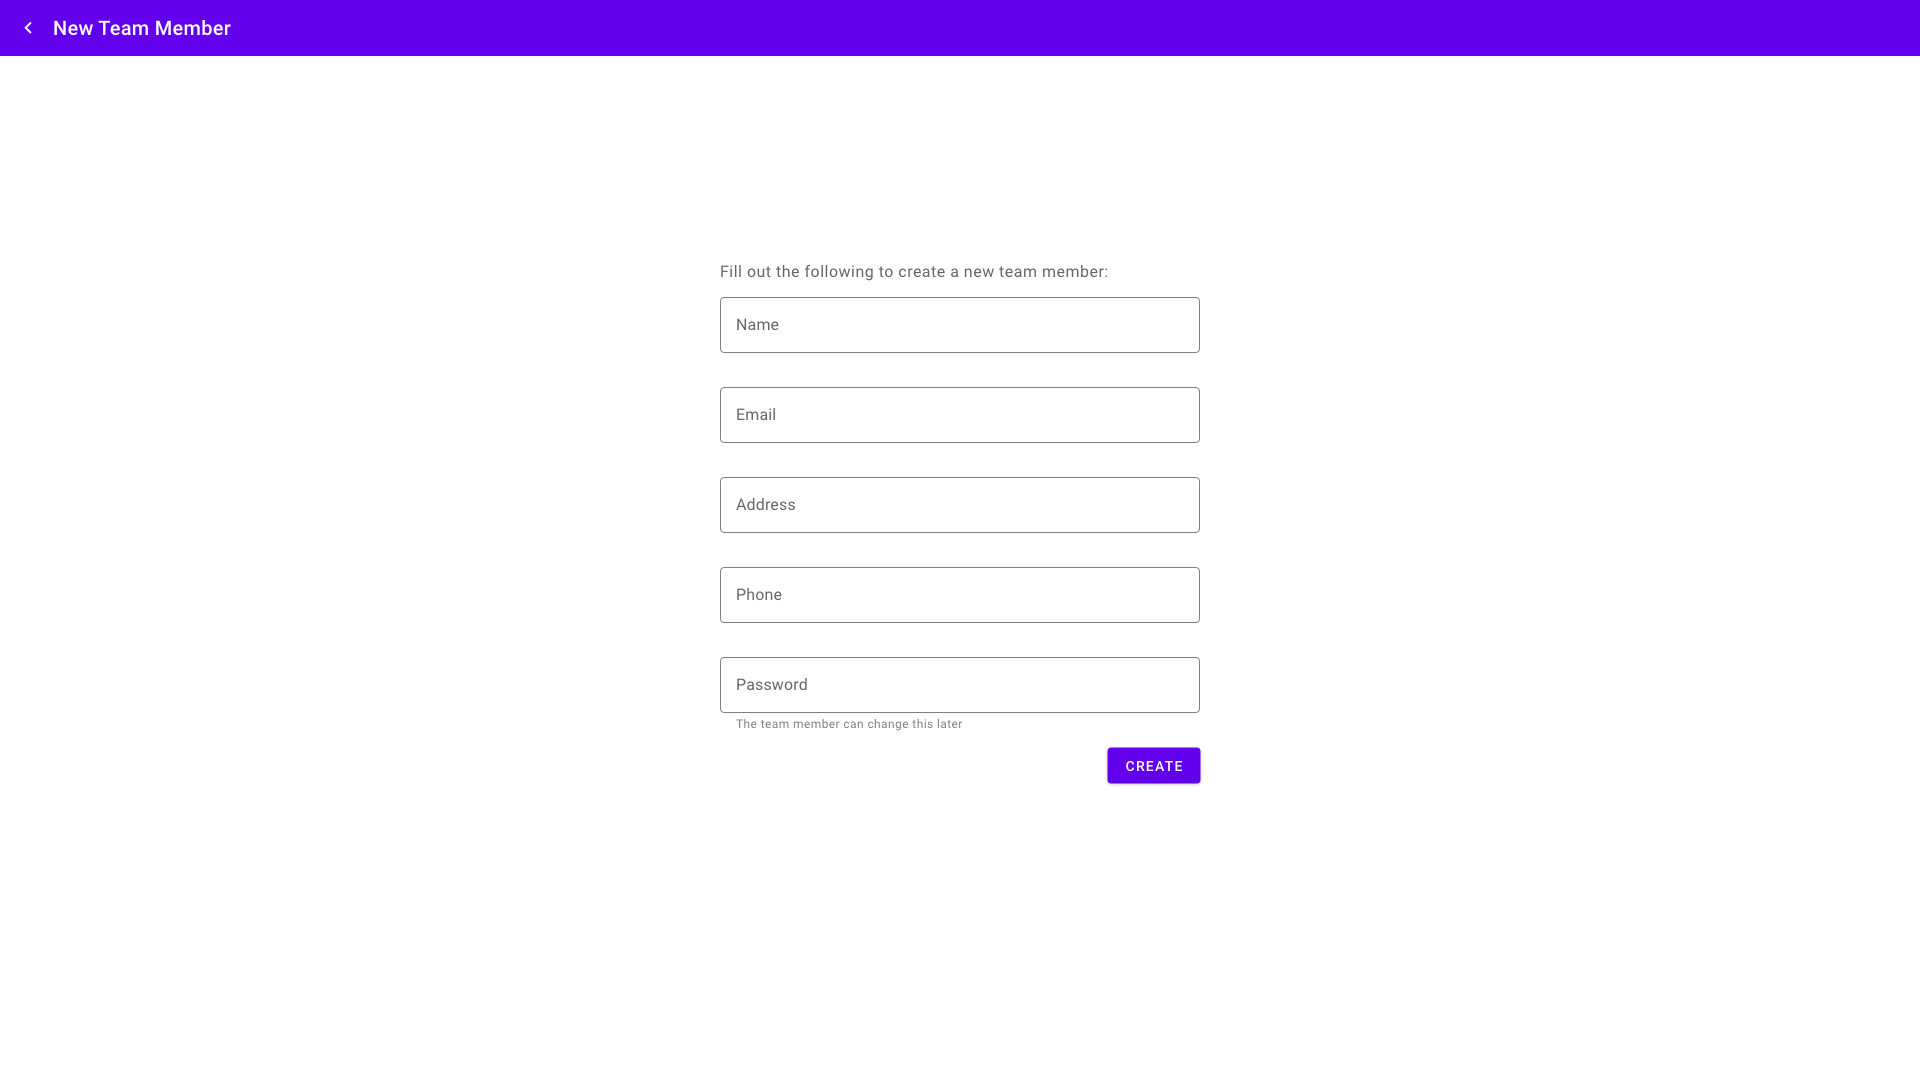 New Team Member
Fill out the following to create a new team member:
Name
Email
Address
Phone
Password
The team member can change this later
CREATE